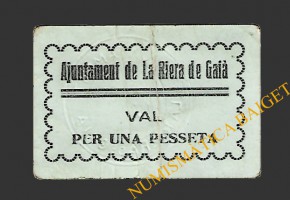 Ajuntament de La Riera de Gaià
VAL
PER UNA PESSETA
NUMISMATICA BAIGET